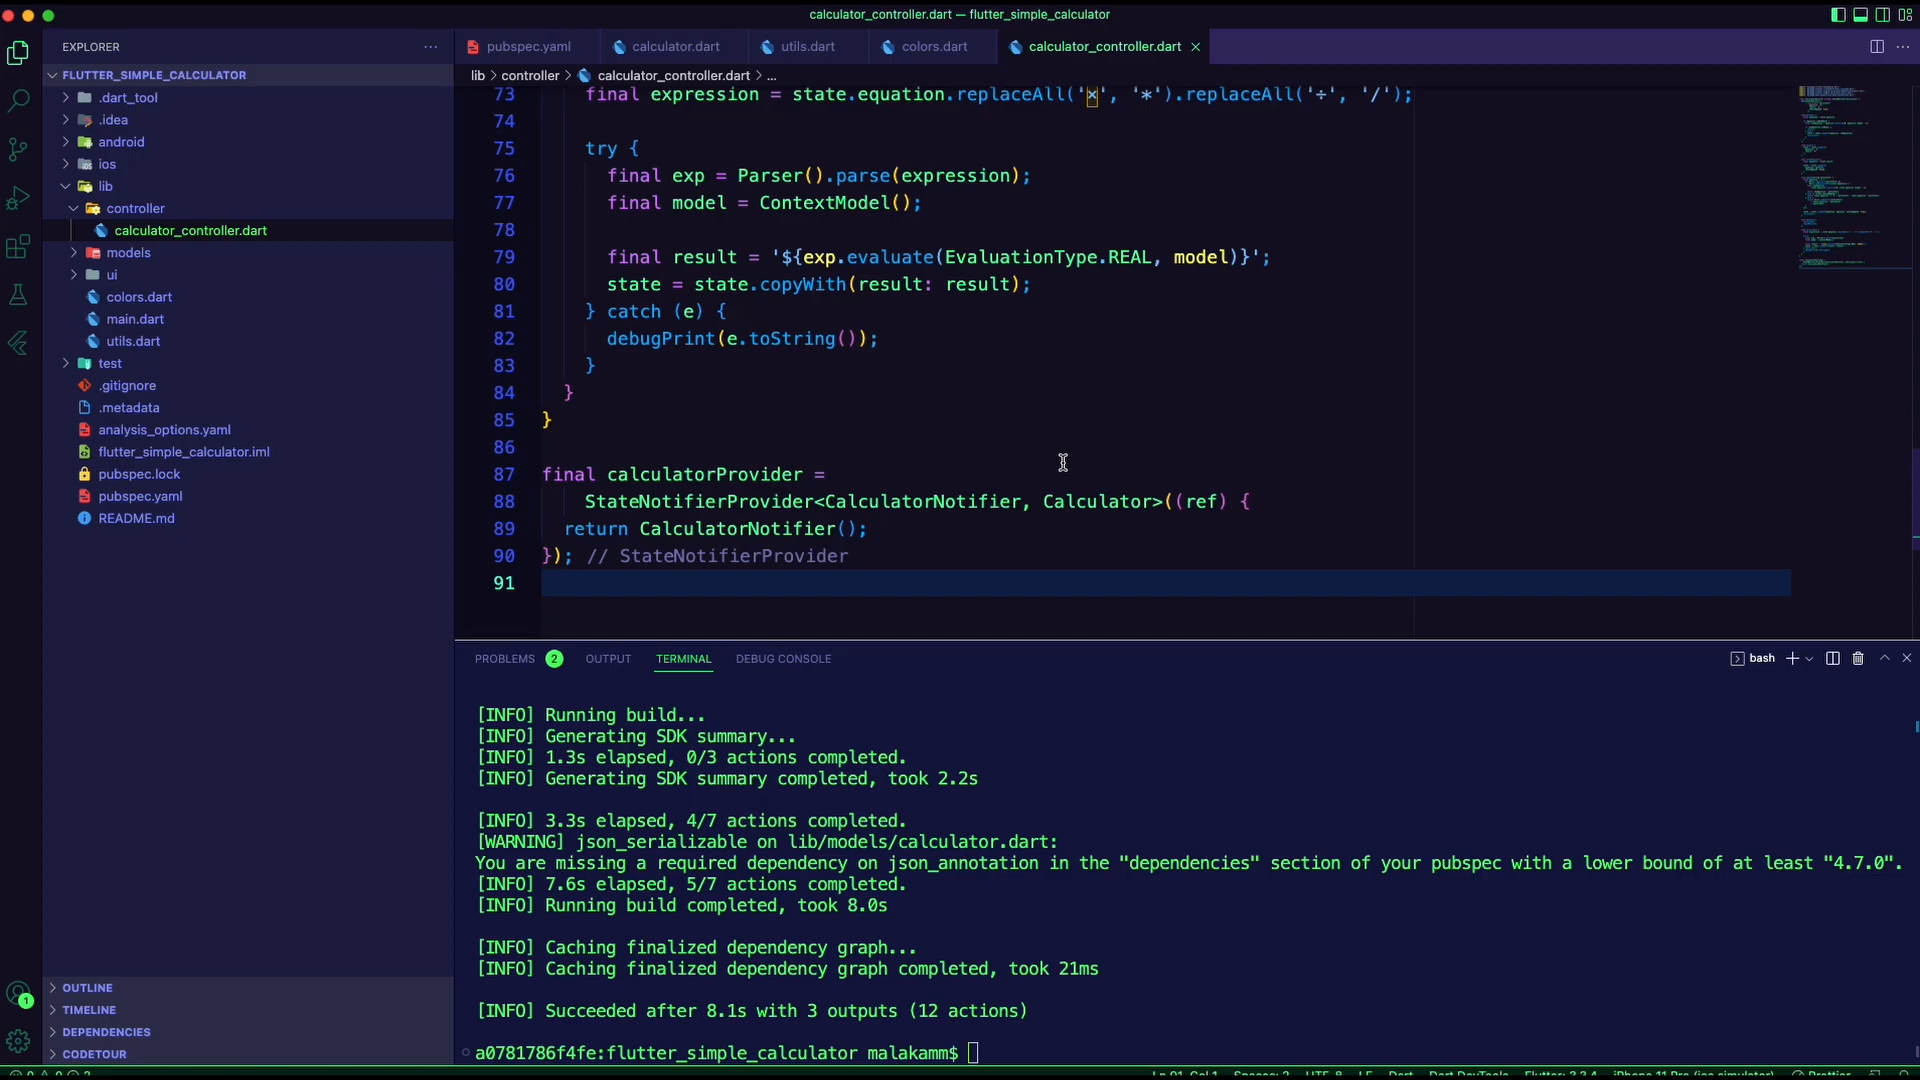 calculator_controller.dart — flutter_simple_calculator
EXPLORER
FLUTTER_SIMPLE_CALCULATOR
.dart_tool
.idea
android
ios
lib
controller
calculator_controller.dart
models
ui
colors.dart
main.dart
utils.dart
test
.gitignore
.metadata
analysis_options.yaml
flutter_simple_calculator.iml
pubspec.lock
pubspec.yaml
README.md
OUTLINE
TIMELINE
DEPENDENCIES
CODETOUR
1
pubspec.yaml calculator.dart utils.dart colors.dart calculator_controller.dart
lib > controller > calculator_controller.dart > ...
73 final expression = state.equation.replaceAll('×', '*').replaceAll('÷', '/');
74
75 try {
76 final exp = Parser().parse(expression);
77 final model = ContextModel();
78
79 final result = '${exp.evaluate(EvaluationType.REAL, model)}';
80 state = state.copyWith(result: result);
81 } catch (e) {
82 debugPrint(e.toString());
83 }
84 }
85 }
86
87 final calculatorProvider =
88 StateNotifierProvider<CalculatorNotifier, Calculator>((ref) {
89 return CalculatorNotifier();
90 }); // StateNotifierProvider
91
PROBLEMS 2 OUTPUT TERMINAL DEBUG CONSOLE bash
[INFO] Running build...
[INFO] Generating SDK summary...
[INFO] 1.3s elapsed, 0/3 actions completed.
[INFO] Generating SDK summary completed, took 2.2s
[INFO] 3.3s elapsed, 4/7 actions completed.
[WARNING] json_serializable on lib/models/calculator.dart:
You are missing a required dependency on json_annotation in the "dependencies" section of your pubspec with a lower bound of at least "4.7.0".
[INFO] 7.6s elapsed, 5/7 actions completed.
[INFO] Running build completed, took 8.0s
[INFO] Caching finalized dependency graph...
[INFO] Caching finalized dependency graph completed, took 21ms
[INFO] Succeeded after 8.1s with 3 outputs (12 actions)
a0781786f4fe:flutter_simple_calculator malakamm$